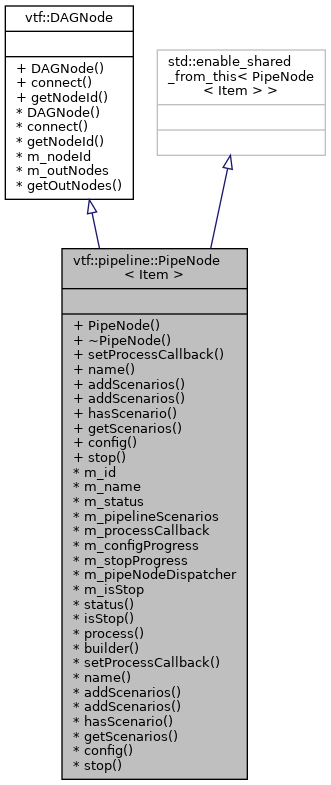 vtf::DAGNode
+ DAGNode()
+ connect()
+ getNodeId()
* DAGNode()
* connect()
* getNodeId()
* m_nodeId
* m_outNodes
* getOutNodes()
std::enable_shared
_from_this< PipeNode
< Item > >
vtf::pipeline::PipeNode
< Item >
+ PipeNode()
+ ~PipeNode()
+ setProcessCallback()
+ name()
+ addScenarios()
+ addScenarios()
+ hasScenario()
+ getScenarios()
+ config()
+ stop()
* m_id
* m_name
* m_status
* m_pipelineScenarios
* m_processCallback
* m_configProgress
* m_stopProgress
* m_pipeNodeDispatcher
* m_isStop
* status()
* isStop()
* process()
* builder()
* setProcessCallback()
* name()
* addScenarios()
* addScenarios()
* hasScenario()
* getScenarios()
* config()
* stop()